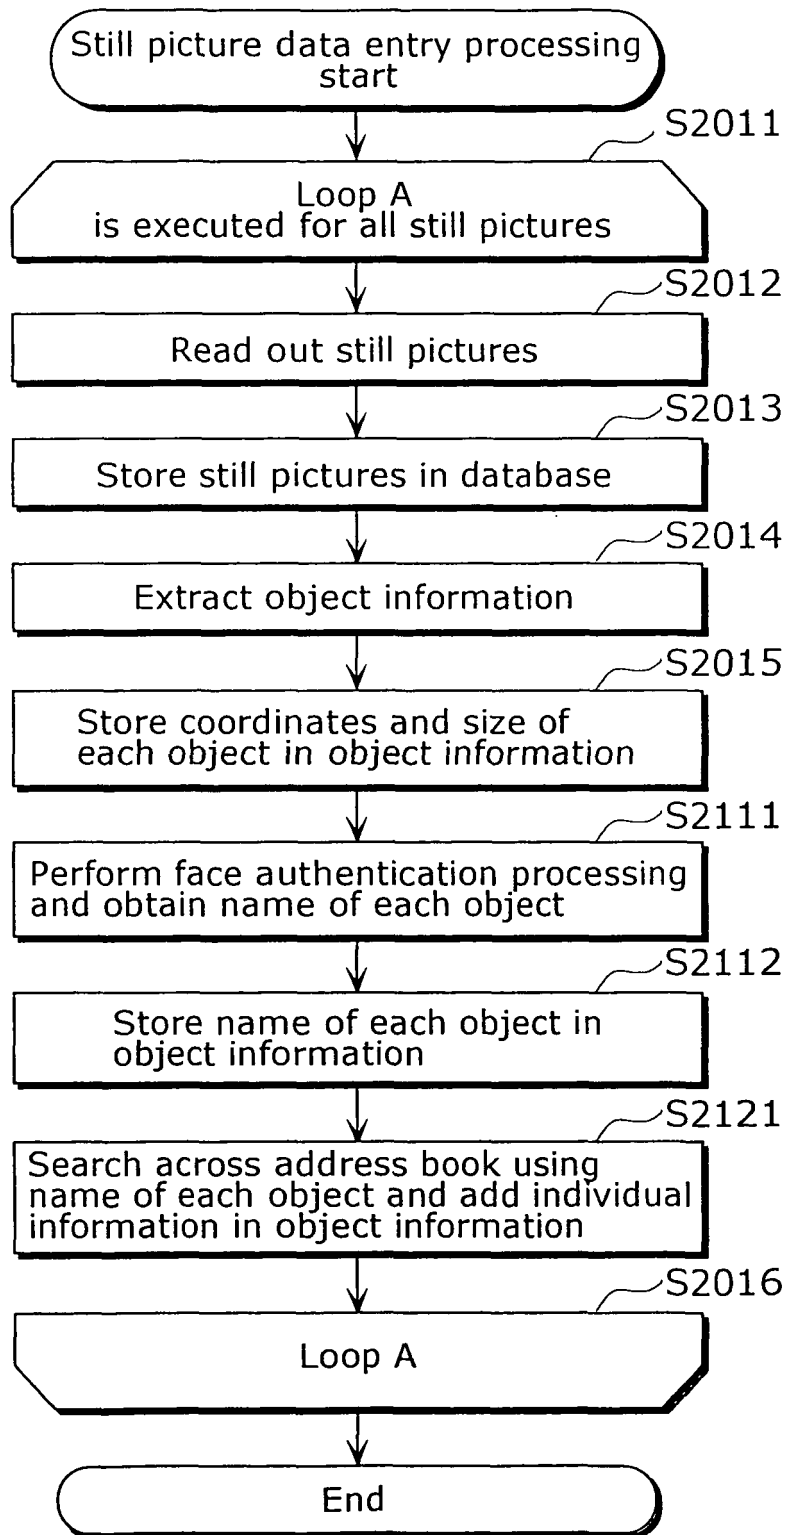 Still picture data entry processing
start
S2011
Loop A
is executed for all still pictures
S2012
Read out still pictures
S2013
Store still pictures in database
S2014
Extract object information
S2015
Store coordinates and size of
each object in object information
S2111
Perform face authentication processing
and obtain name of each object
S2112
Store name of each object in
object information
S2121
Search across address book using
name of each object and add individual
information in object information
S2016
Loop A
End